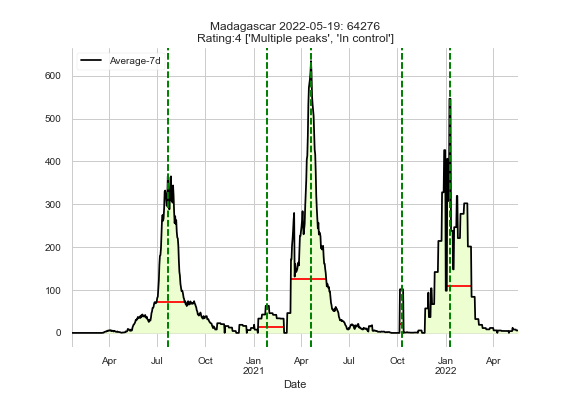 Madagascar 2022-05-19: 64276
Rating:4 ['Multiple peaks', 'In control']
Average-7d
600
500
400
300
200
100
0
Apr Jul Oct Jan Apr Jul Oct Jan Apr
2021 2022
Date